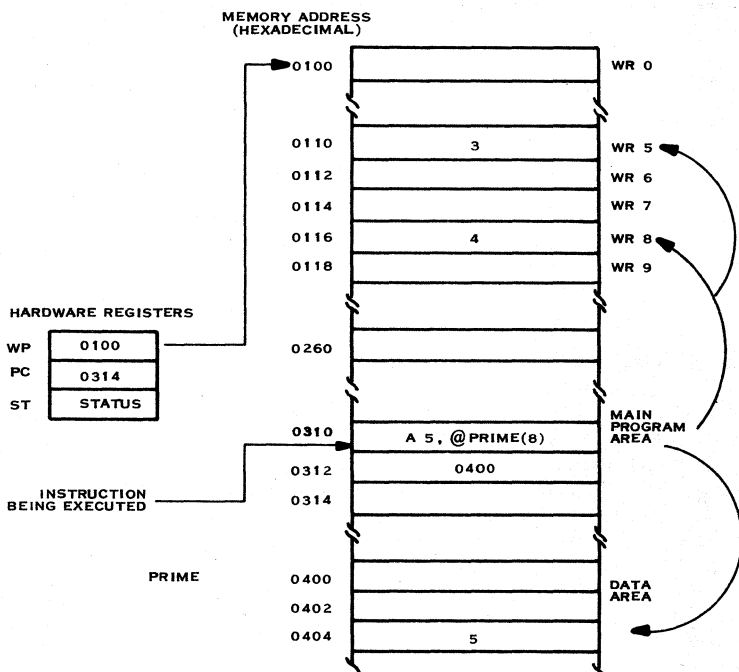 MEMORY ADDRESS
(HEXADECIMAL)
0100 WR 0
0110 3 WR 5
0112 WR 6
0114 WR 7
0116 4 WR 8
0118 WR 9
HARDWARE REGISTERS
WP 0100
PC 0314
ST STATUS
0260
MAIN
PROGRAM
AREA
0310 A 5, @PRIME(8)
0312 0400
INSTRUCTION
BEING EXECUTED
0314
PRIME
0400 DATA
AREA
0402
0404 5